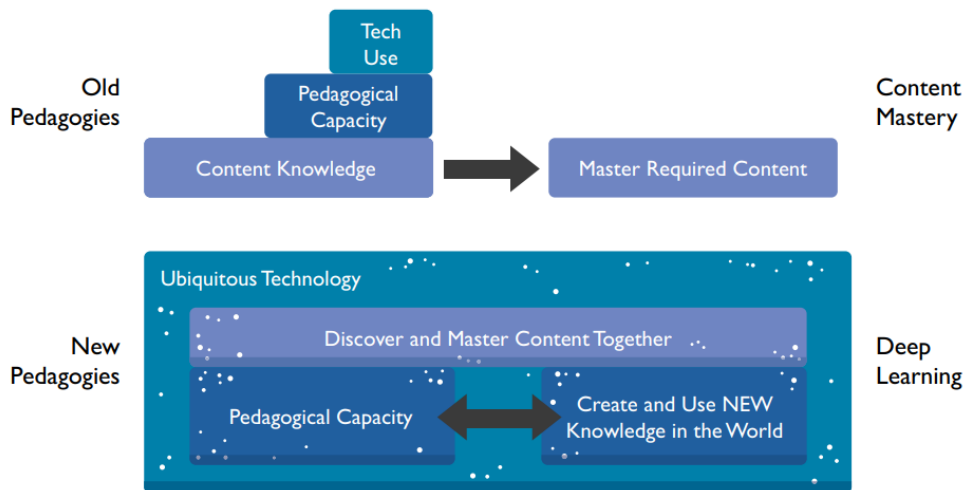 Tech
Use
Old
Pedagogies
Pedagogical
Capacity
Content
Mastery
Content Knowledge
Master Required Content
Ubiquitous Technology
Discover and Master Content Together
New
Pedagogies
Deep
Learning
Pedagogical Capacity
Create and Use NEW
Knowledge in the World